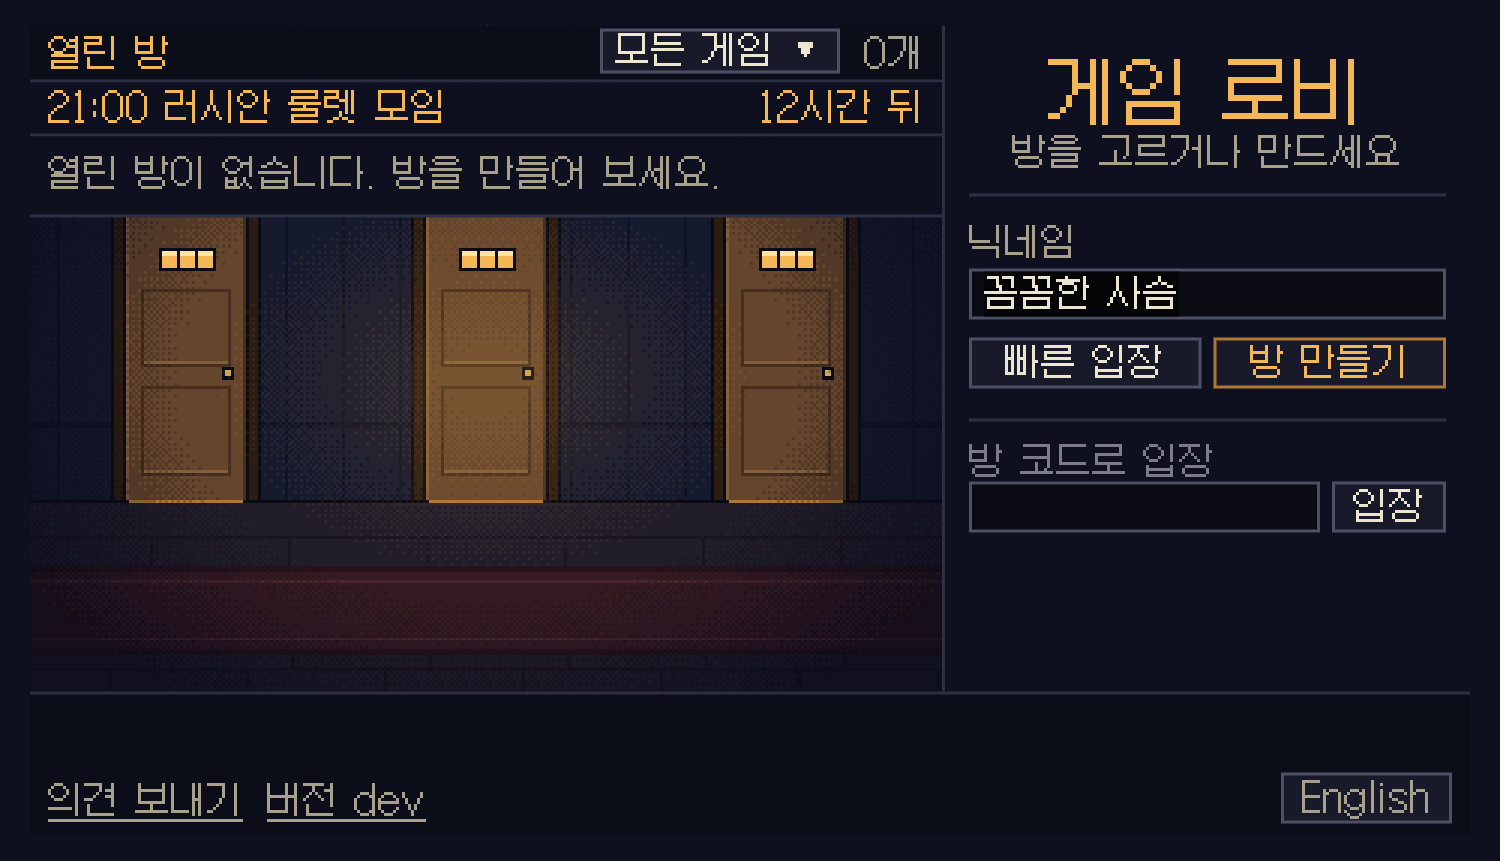 열린 방
모든 게임 ▼
0개
21:00 러시안 룰렛 모임
12시간 뒤
열린 방이 없습니다. 방을 만들어 보세요.
게임 로비
방을 고르거나 만드세요
닉네임
꼼꼼한 사슴
빠른 입장
방 만들기
방 코드로 입장
입장
의견 보내기
버전 dev
English